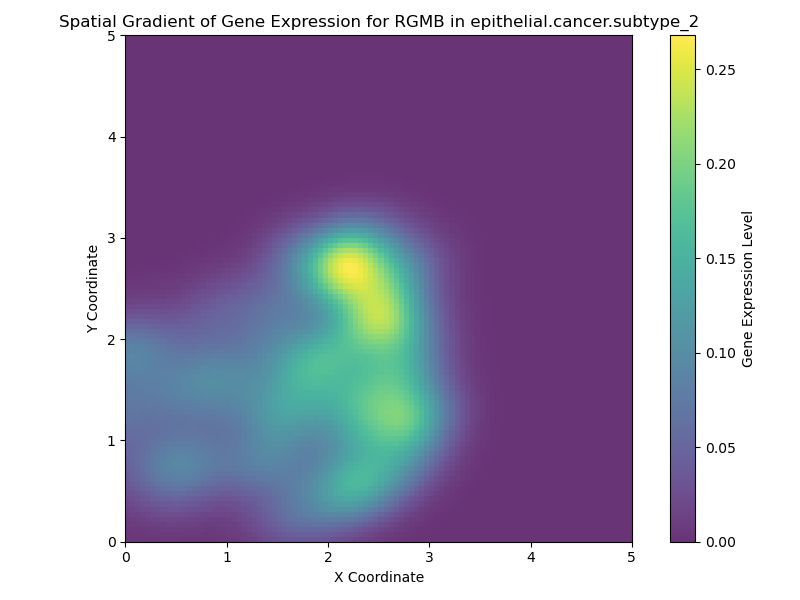 Spatial Gradient of Gene Expression for RGMB in epithelial.cancer.subtype_2
5
4
3
2
1
0
Y Coordinate
0 1 2 3 4 5
X Coordinate
0.25
0.20
0.15
0.10
0.05
0.00
Gene Expression Level